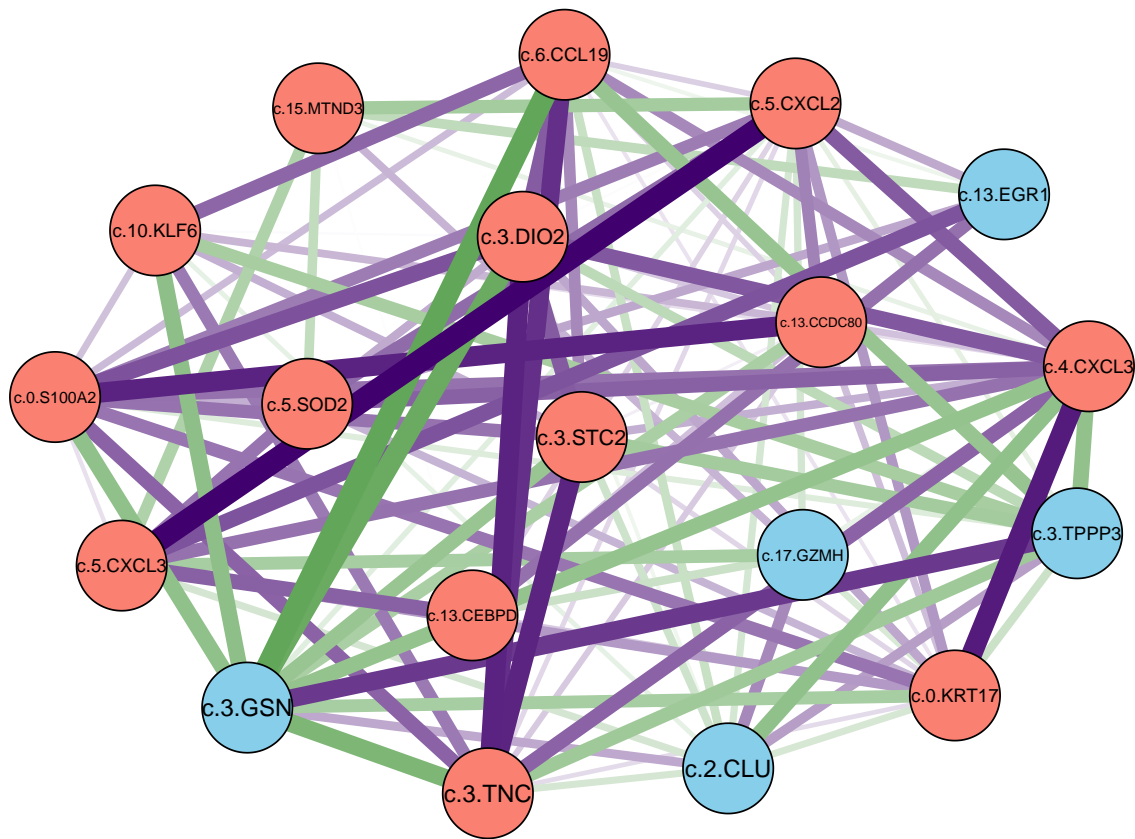 c.6.CCL19
c.15.MTND3
c.5.CXCL2
c.13.EGR1
c.10.KLF6
c.3.DIO2
c.13.CCDC80
c.4.CXCL3
c.0.S100A2
c.5.SOD2
c.3.STC2
c.3.TPPP3
c.17.GZMH
c.5.CXCL3
c.13.CEBPD
c.0.KRT17
c.3.GSN
c.2.CLU
c.3.TNC